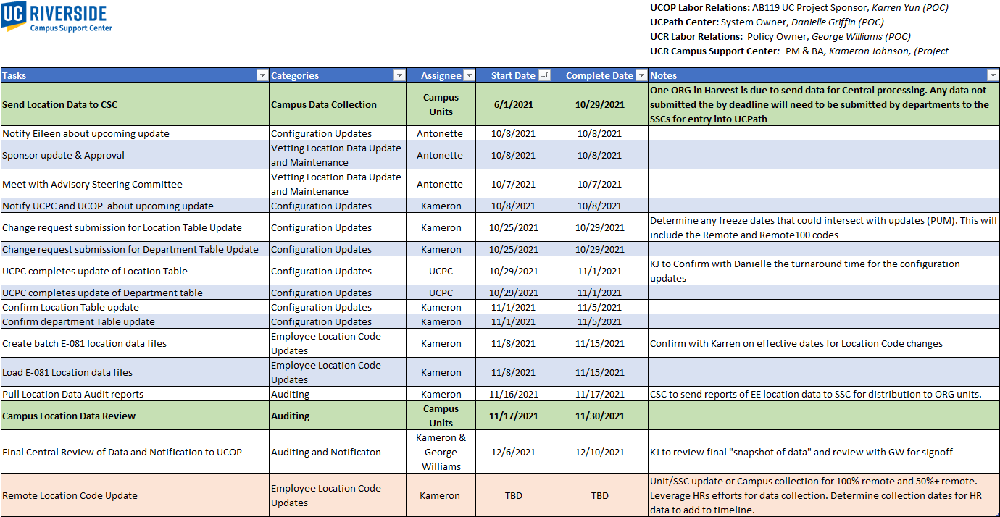 UC RIVERSIDE
Campus Support Center
UCOP Labor Relations: AB119 UC Project Sponsor, Karren Yun (POC)
UCPath Center: System Owner, Danielle Griffin (POC)
UCR Labor Relations:  Policy Owner, George Williams (POC)
UCR Campus Support Center:  PM & BA, Kameron Johnson, (Project
Tasks Categories Assignee Start Date Complete Date Notes
Send Location Data to CSC Campus Data Collection Campus Units 6/1/2021 10/29/2021 One ORG in Harvest is due to send data for Central processing. Any data not
submitted the by deadline will need to be submitted by departments to the
SSCs for entry into UCPath
Notify Eileen about upcoming update Configuration Updates Antonette 10/8/2021 10/8/2021
Sponsor update & Approval Vetting Location Data Update
and Maintenance Antonette 10/8/2021 10/8/2021
Meet with Advisory Steering Committee Vetting Location Data Update
and Maintenance Antonette 10/7/2021 10/7/2021
Notify UCPC and UCOP  about upcoming update Configuration Updates Kameron 10/8/2021 10/8/2021
Change request submission for Location Table Update Configuration Updates Kameron 10/25/2021 10/29/2021 Determine any freeze dates that could intersect with updates (PUM). This will
include the Remote and Remote100 codes
Change request submission for Department Table Update Configuration Updates Kameron 10/25/2021 10/29/2021
UCPC completes update of Location Table Configuration Updates UCPC 10/29/2021 11/1/2021 KJ to Confirm with Danielle the turnaround time for the configuration
updates
UCPC completes update of Department table Configuration Updates UCPC 10/29/2021 11/1/2021
Confirm Location Table update Configuration Updates Kameron 11/1/2021 11/5/2021
Confirm department Table update Configuration Updates Kameron 11/1/2021 11/5/2021
Create batch E-081 location data files Employee Location Code
Updates Kameron 11/8/2021 11/15/2021 Confirm with Karren on effective dates for Location Code changes
Load E-081 Location data files Employee Location Code
Updates Kameron 11/8/2021 11/15/2021
Pull Location Data Audit reports Auditing Kameron 11/16/2021 11/17/2021 CSC to send reports of EE location data to SSC for distribution to ORG units.
Campus Location Data Review Auditing Campus
Units 11/17/2021 11/30/2021
Final Central Review of Data and Notification to UCOP Auditing and Notificaton Kameron &
George
Williams 12/6/2021 12/10/2021 KJ to review final "snapshot of data" and review with GW for signoff
Remote Location Code Update Employee Location Code
Updates Kameron TBD TBD Unit/SSC update or Campus collection for 100% remote and 50%+ remote.
Leverage HRs efforts for data collection. Determine collection dates for HR
data to add to timeline.